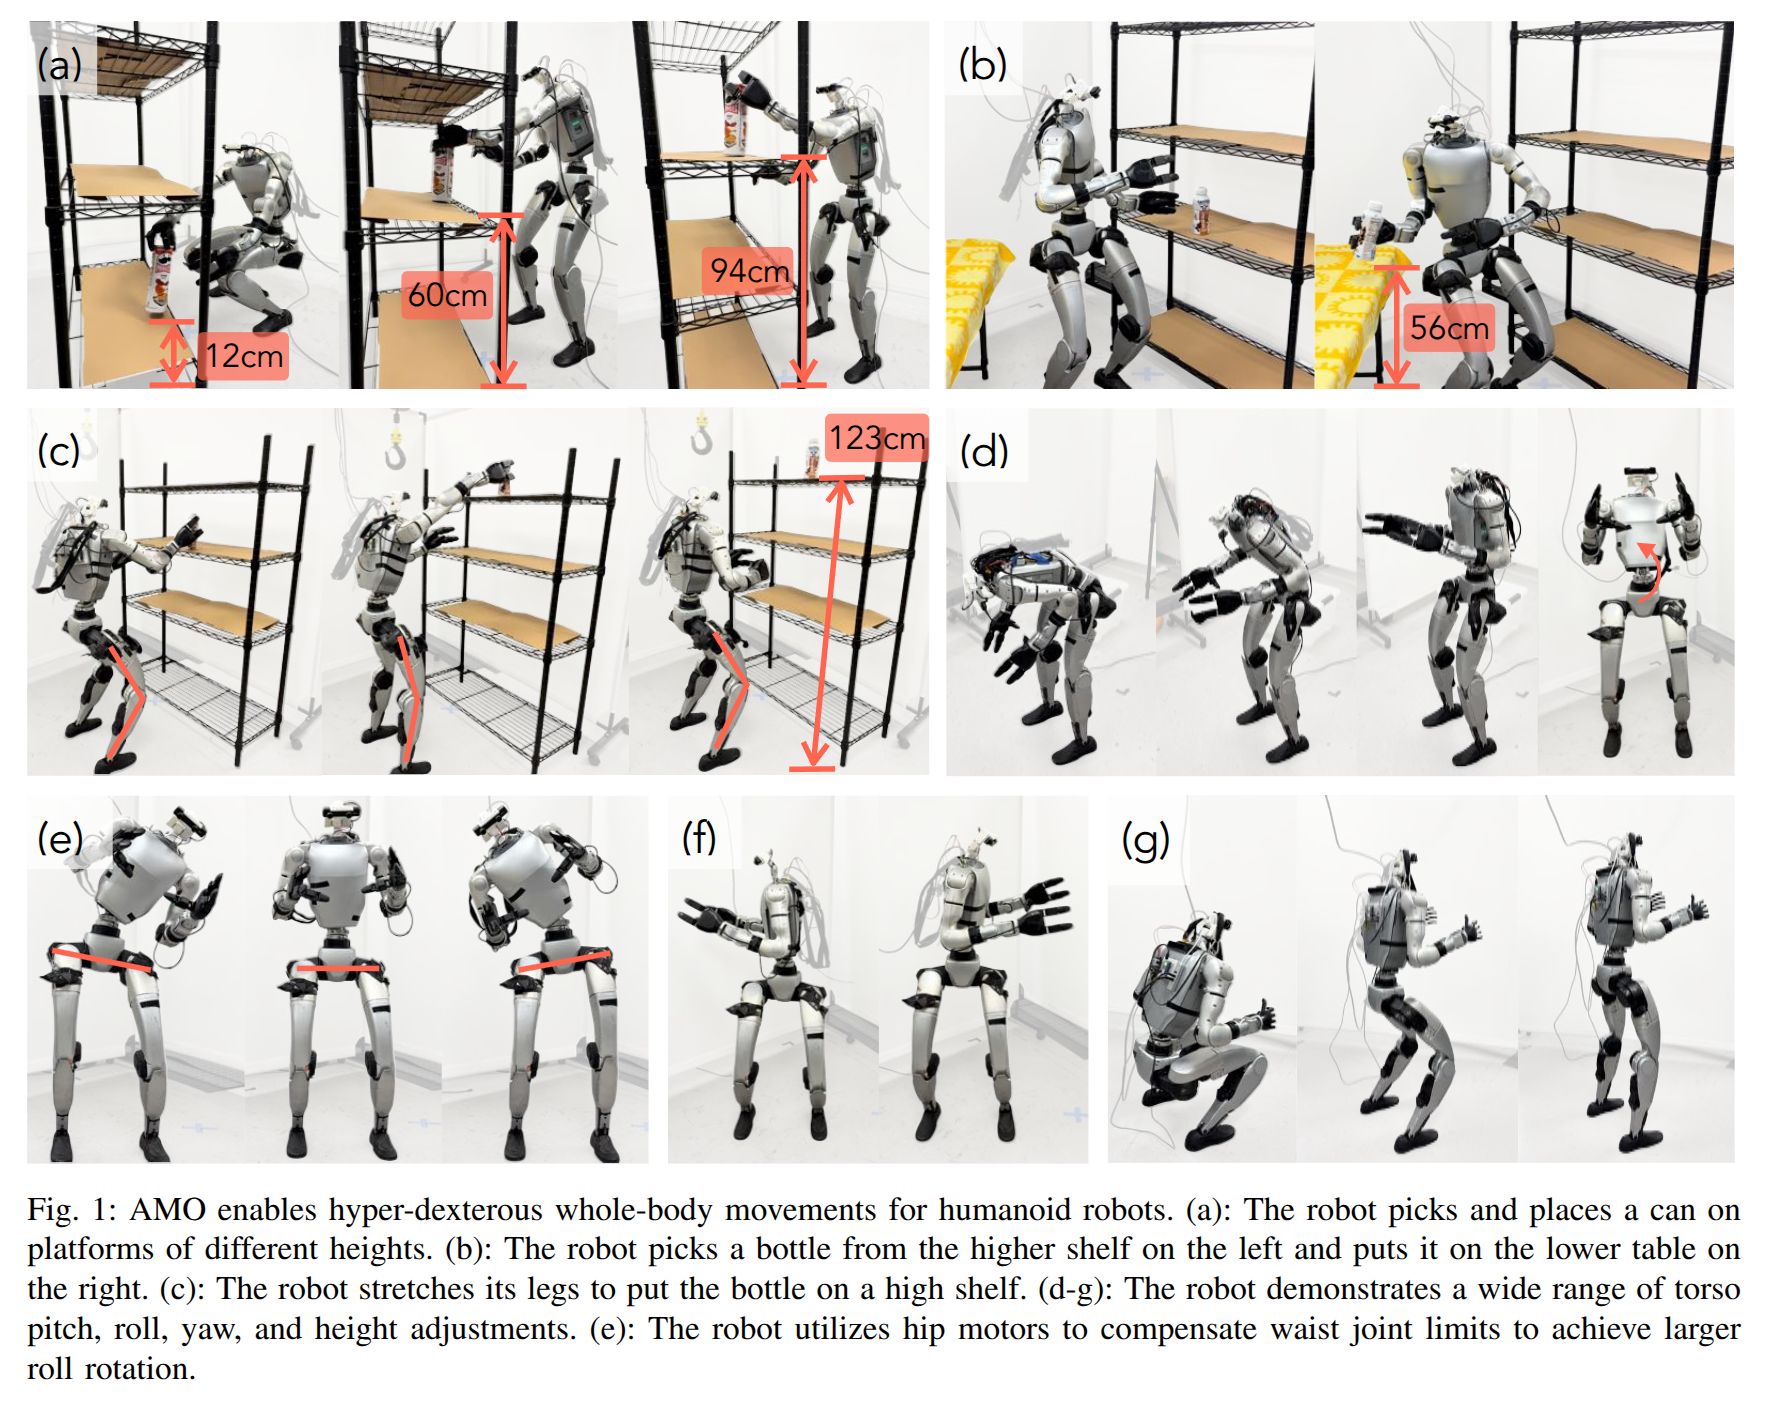 (a)
12cm
60cm
94cm
(b)
56cm
(c)
123cm
(d)
(e)
(f)
(g)
Fig. 1: AMO enables hyper-dexterous whole-body movements for humanoid robots. (a): The robot picks and places a can on
platforms of different heights. (b): The robot picks a bottle from the higher shelf on the left and puts it on the lower table on
the right. (c): The robot stretches its legs to put the bottle on a high shelf. (d-g): The robot demonstrates a wide range of torso
pitch, roll, yaw, and height adjustments. (e): The robot utilizes hip motors to compensate waist joint limits to achieve larger
roll rotation.